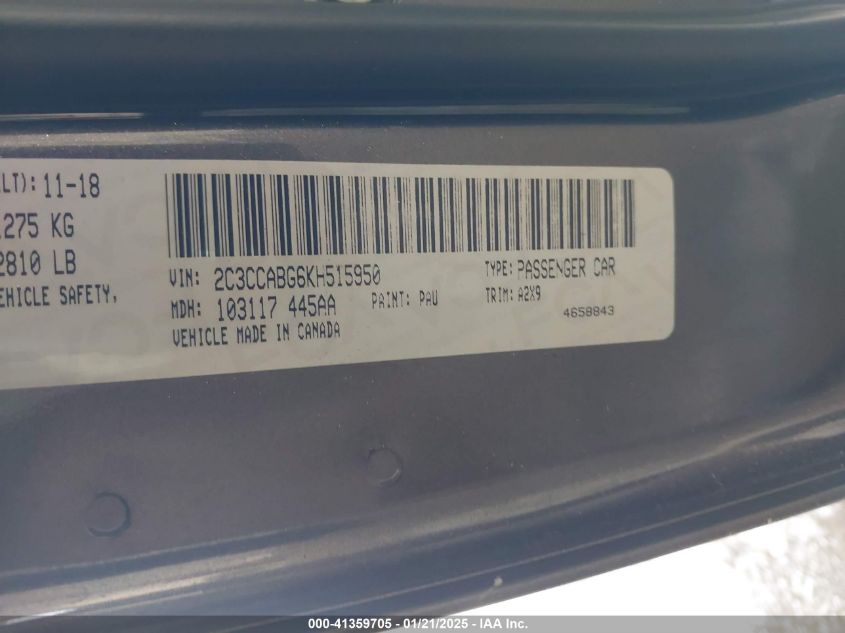 LT): 11-18
275 KG
2810 LB
EHICLE SAFETY,
VIN: 2C3CCABG6KH515950
TYPE: PASSENGER CAR
MDH: 103117 445AA
PAINT: PAU
TRIM: A2X9
VEHICLE MADE IN CANADA
4658843
000-41359705 - 01/21/2025 - IAA Inc.